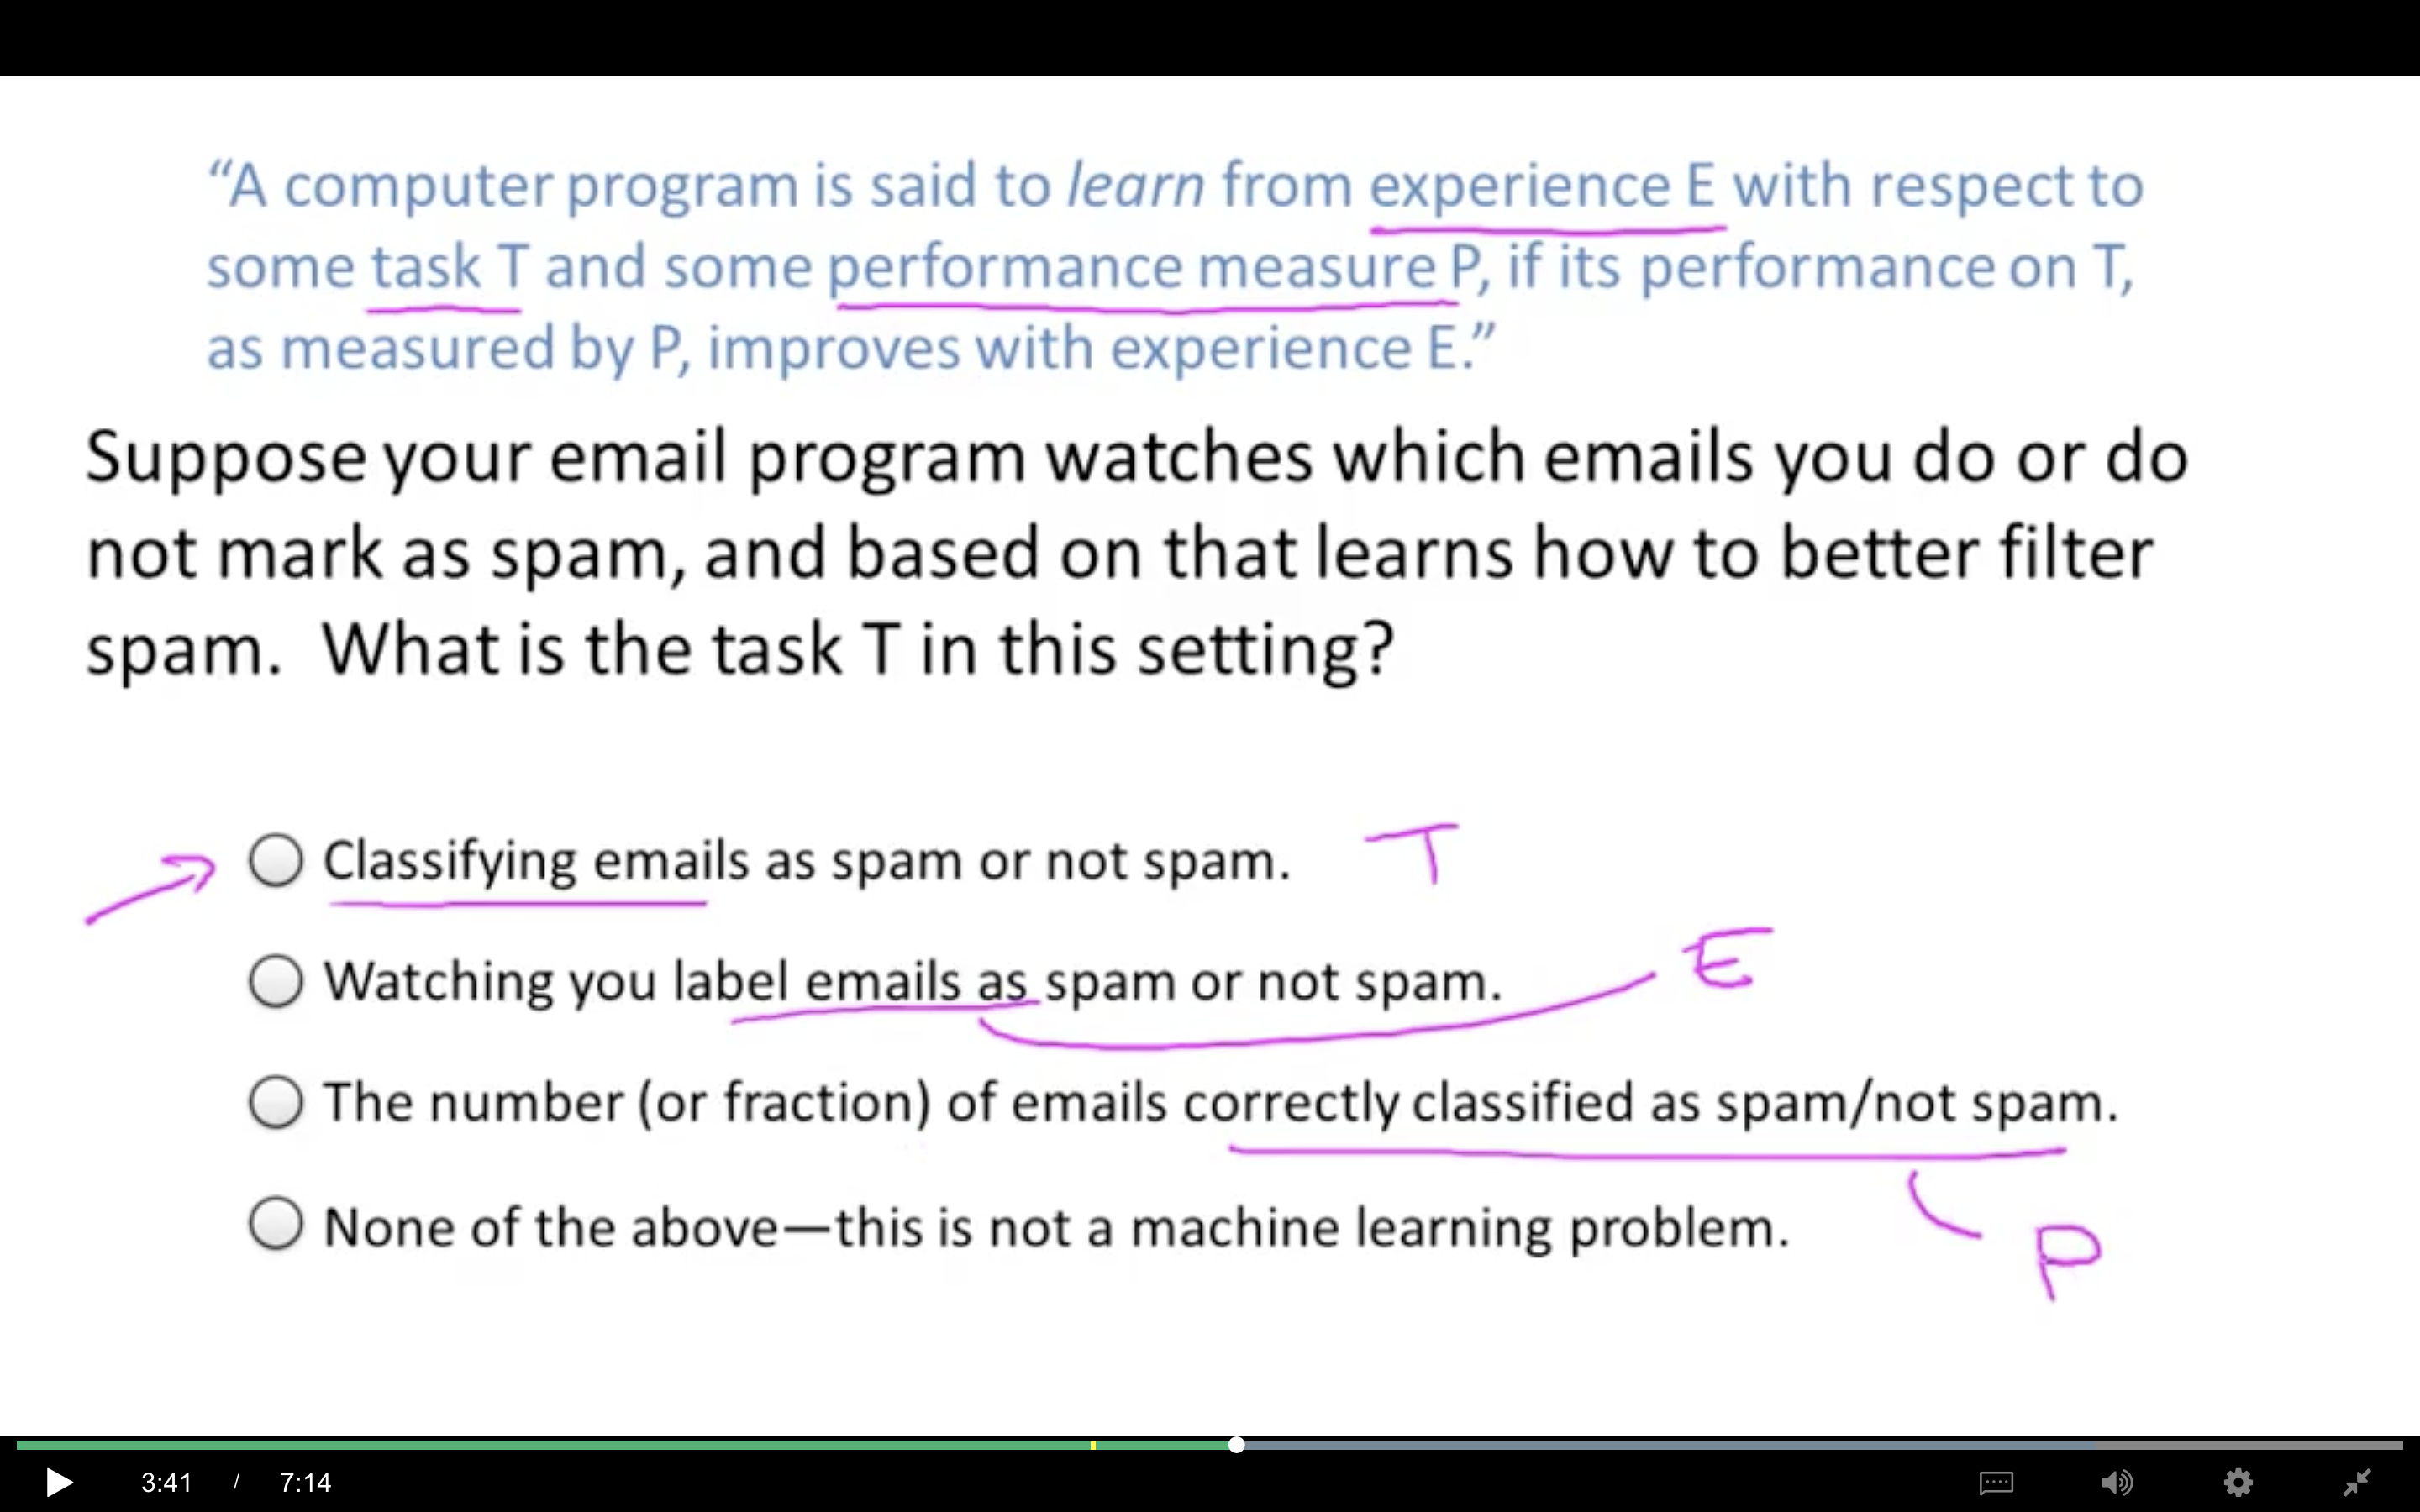 “A computer program is said to learn from experience E with respect to
some task T and some performance measure P, if its performance on T,
as measured by P, improves with experience E.”
Suppose your email program watches which emails you do or do
not mark as spam, and based on that learns how to better filter
spam.  What is the task T in this setting?
Classifying emails as spam or not spam. T
Watching you label emails as spam or not spam. E
The number (or fraction) of emails correctly classified as spam/not spam.
None of the above—this is not a machine learning problem. P
3:41 / 7:14